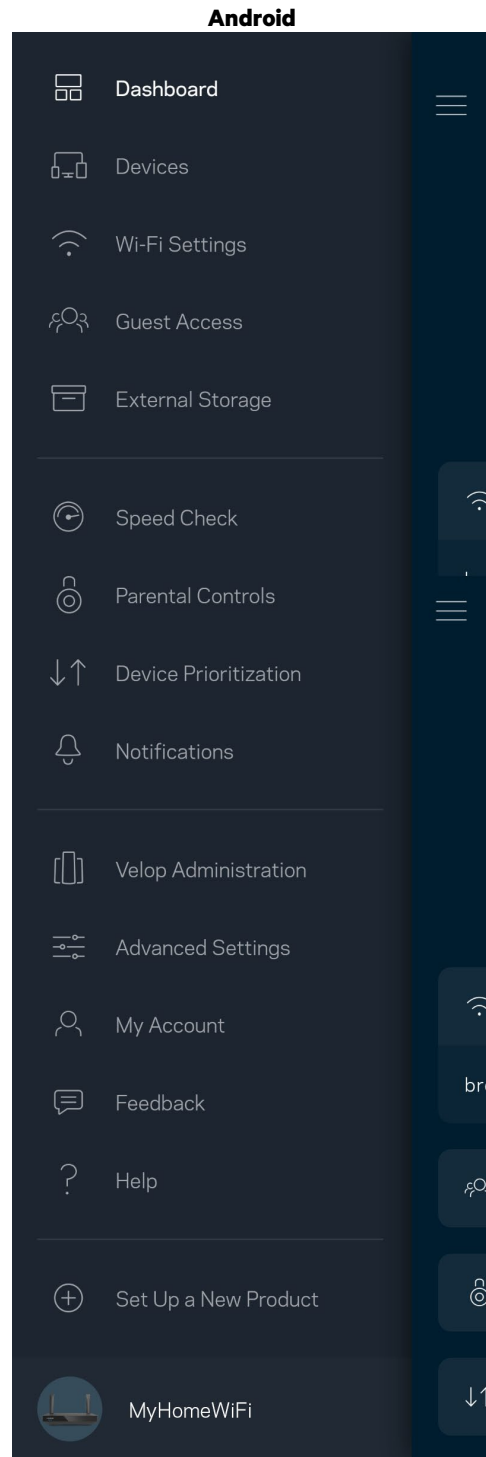 Android
Dashboard
Devices
Wi-Fi Settings
Guest Access
External Storage
Speed Check
Parental Controls
Device Prioritization
Notifications
Velop Administration
Advanced Settings
My Account
Feedback
Help
Set Up a New Product
MyHomeWiFi